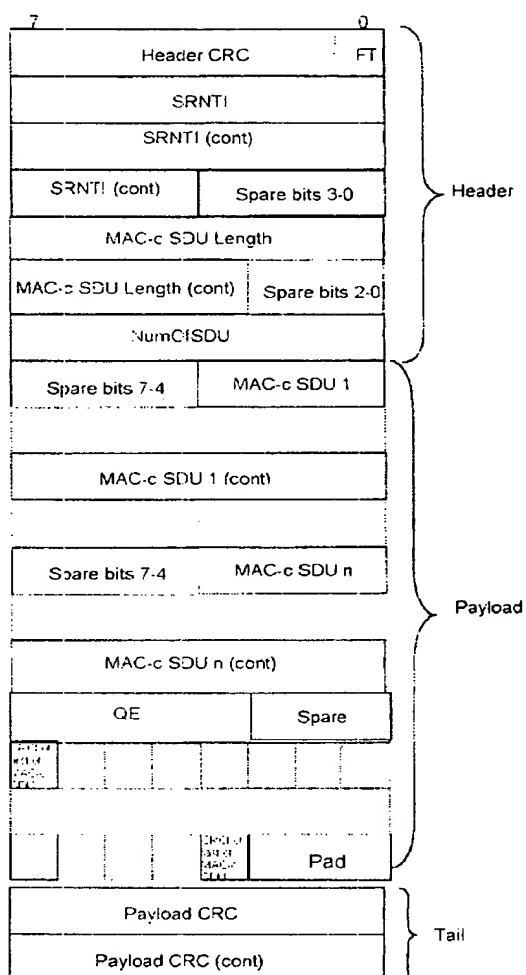 7 0
Header CRC FT
SRNTI
SRNTI (cont)
SRNTI (cont) Spare bits 3-0
Header
MAC-c SDU Length
MAC-c SDU Length (cont) Spare bits 2-0
NumOfSDU
Spare bits 7-4 MAC-c SDU 1
MAC-c SDU 1 (cont)
Spare bits 7-4 MAC-c SDU n
Payload
MAC-c SDU n (cont)
QE Spare
Pad
Payload CRC
Tail
Payload CRC (cont)